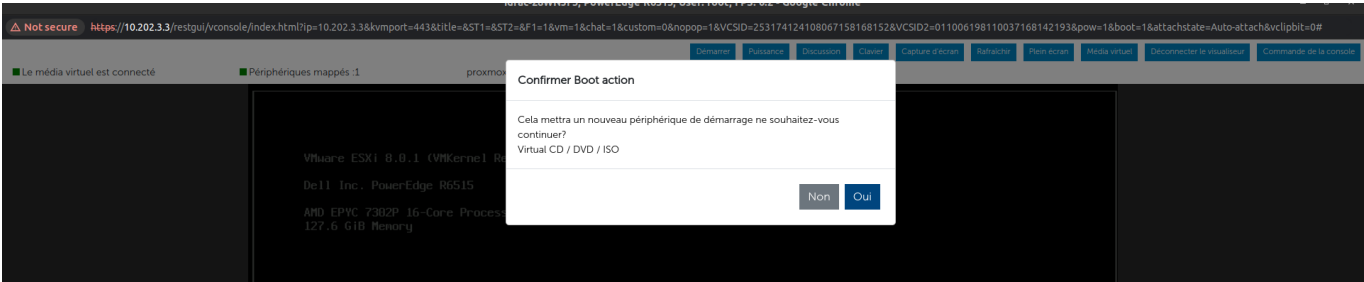 Not secure https://10.202.3.3/restgui/vconsole/index.html?ip=10.202.3.3&kvmport=443&title=&ST1=&ST2=&F1=1&vm=1&chat=1&custom=0&nopop=1&VCSID=253174124108067158168152&VCSID2=011006198110037168142193&pow=1&boot=1&attachstate=Auto-attach&vclipbit=0#
Démarrer Puissance Discussion Clavier Capture d'écran Rafraîchir Plein écran Média virtuel Déconnecter le visualiseur Commande de la console
Le média virtuel est connecté Périphériques mappés :1
Confirmer Boot action
Cela mettra un nouveau périphérique de démarrage ne souhaitez-vous
continuer?
Virtual CD / DVD / ISO
Non Oui
VMware ESXi 8.0.1 (VMKernel Re
Dell Inc. PowerEdge R6515
AMD EPYC 7302P 16-Core Process
127.6 GiB Memory